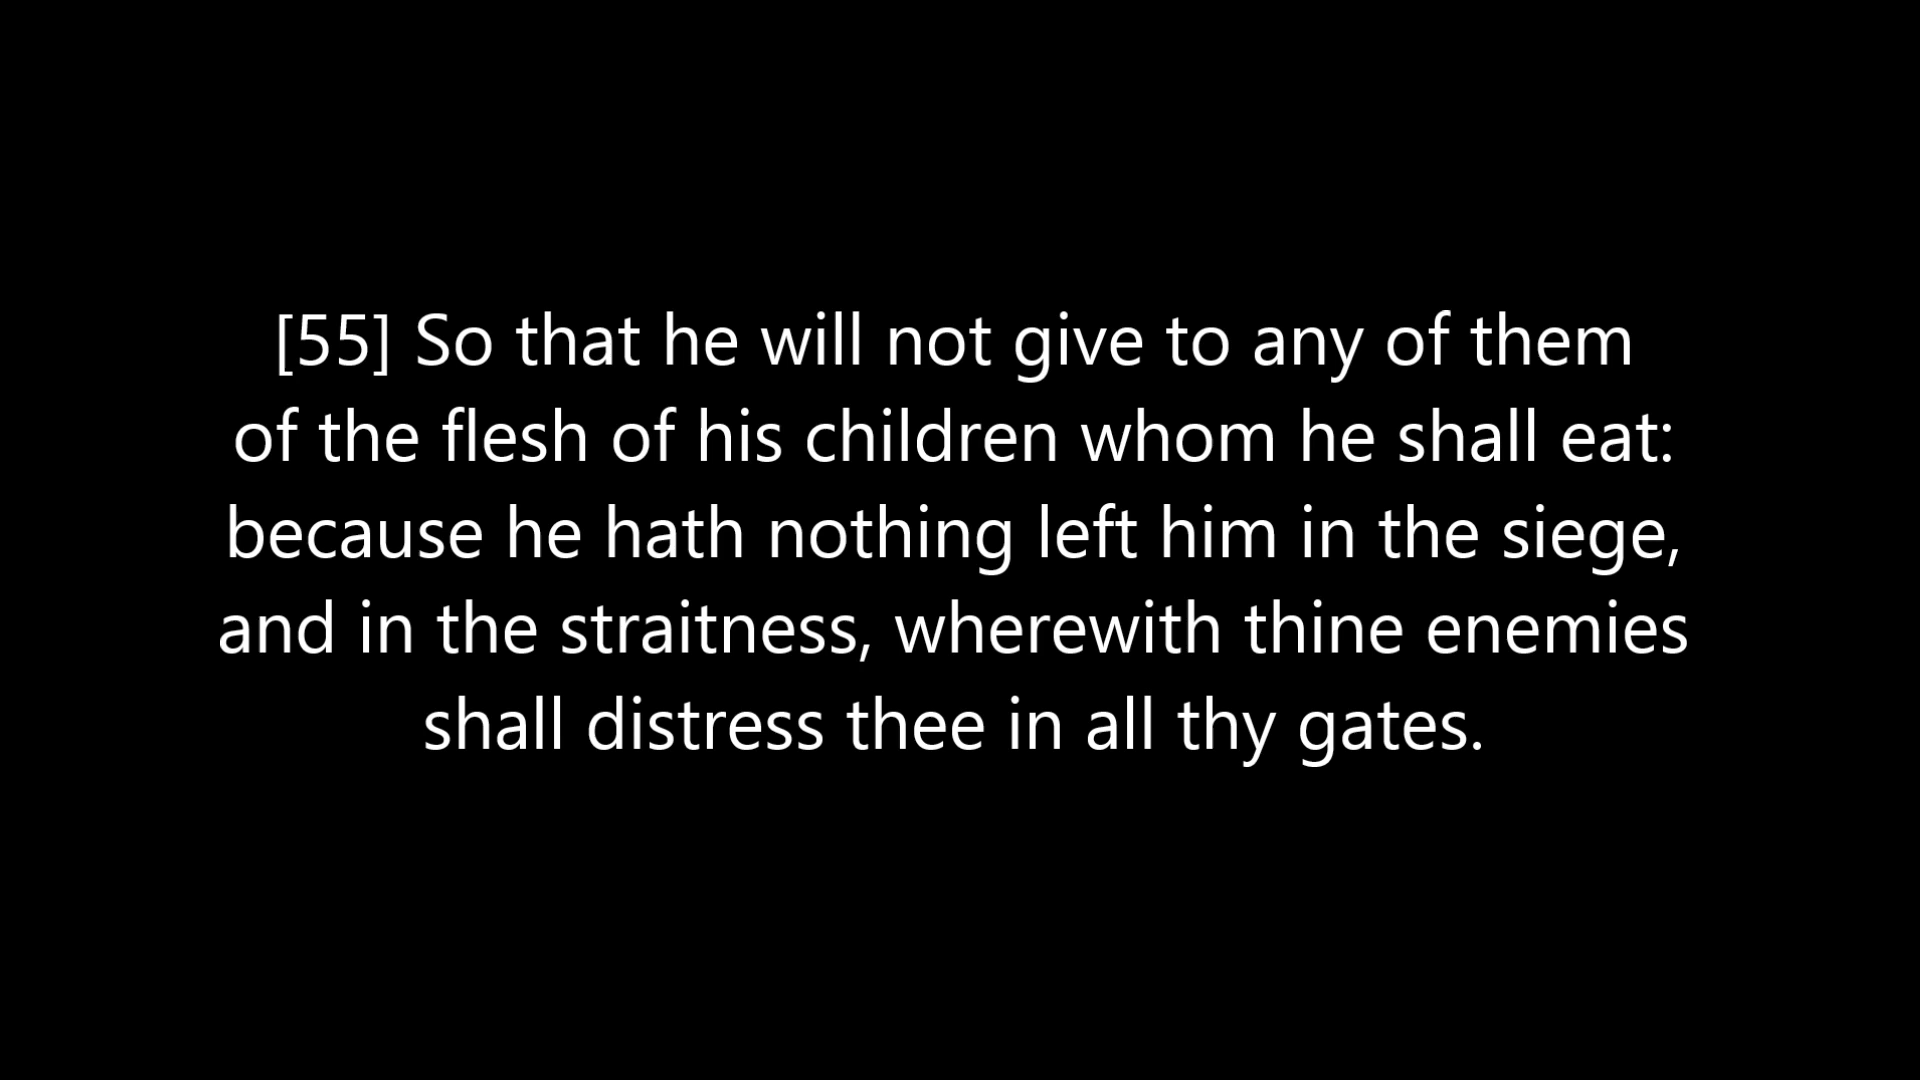 [55] So that he will not give to any of them
of the flesh of his children whom he shall eat:
because he hath nothing left him in the siege,
and in the straitness, wherewith thine enemies
shall distress thee in all thy gates.